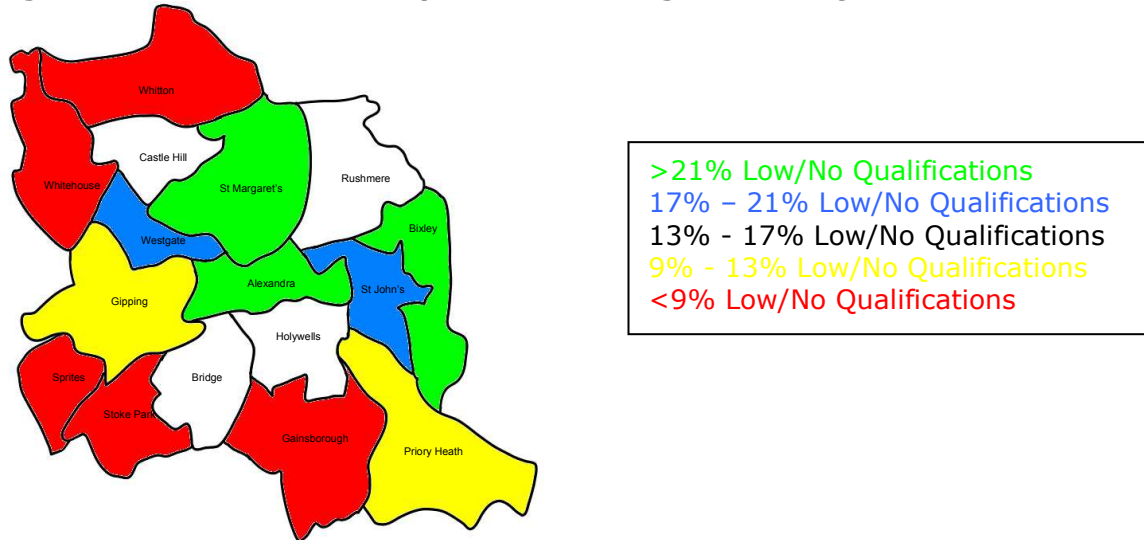 Whitton
Castle Hill
Whitehouse
St Margaret's
Rushmere
Bixley
Westgate
Alexandra
St John's
Gipping
Holywells
Sprites
Bridge
Stoke Park
Gainsborough
Priory Heath
>21% Low/No Qualifications
17% – 21% Low/No Qualifications
13% - 17% Low/No Qualifications
9% - 13% Low/No Qualifications
<9% Low/No Qualifications